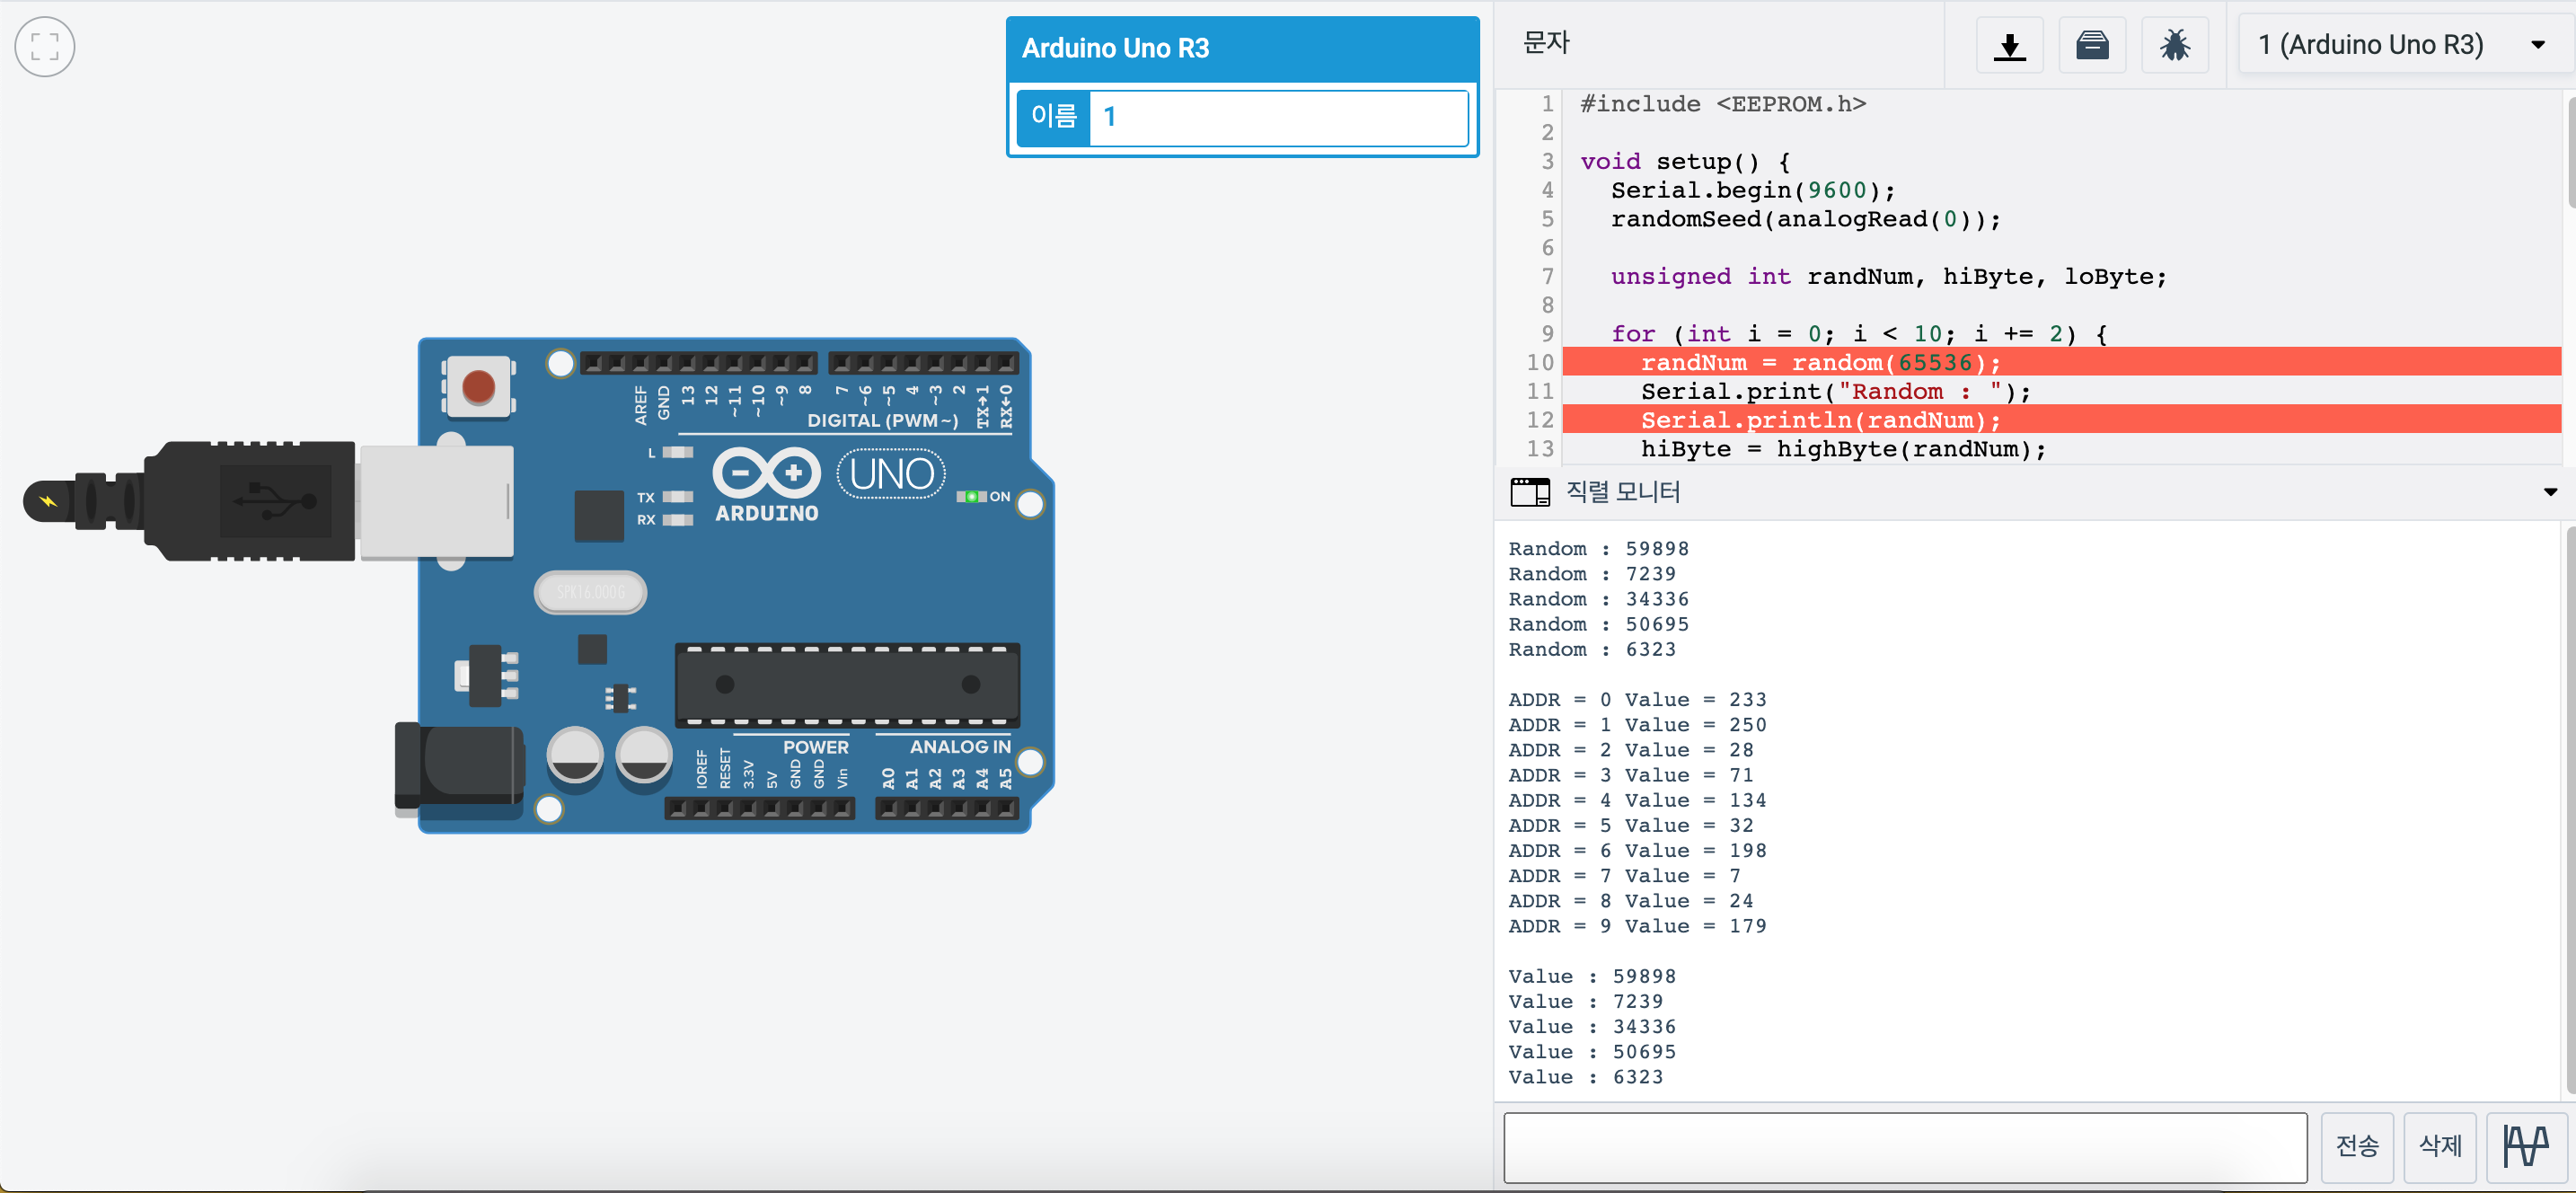 Arduino Uno R3
이름 1
AREF GND 13 12 ~11 ~10 ~9 8 7 ~6 ~5 4 ~3 2 TX→1 RX←0
DIGITAL (PWM~)
L
TX
RX
UNO
ARDUINO
ON
SPK16.000G
POWER
ANALOG IN
IOREF RESET 3.3V 5V GND GND Vin A0 A1 A2 A3 A4 A5
문자
1 (Arduino Uno R3)
1 #include <EEPROM.h>
2
3 void setup() {
4 Serial.begin(9600);
5 randomSeed(analogRead(0));
6
7 unsigned int randNum, hiByte, loByte;
8
9 for (int i = 0; i < 10; i += 2) {
10 randNum = random(65536);
11 Serial.print("Random : ");
12 Serial.println(randNum);
13 hiByte = highByte(randNum);
직렬 모니터
Random : 59898
Random : 7239
Random : 34336
Random : 50695
Random : 6323
ADDR = 0 Value = 233
ADDR = 1 Value = 250
ADDR = 2 Value = 28
ADDR = 3 Value = 71
ADDR = 4 Value = 134
ADDR = 5 Value = 32
ADDR = 6 Value = 198
ADDR = 7 Value = 7
ADDR = 8 Value = 24
ADDR = 9 Value = 179
Value : 59898
Value : 7239
Value : 34336
Value : 50695
Value : 6323
전송 삭제